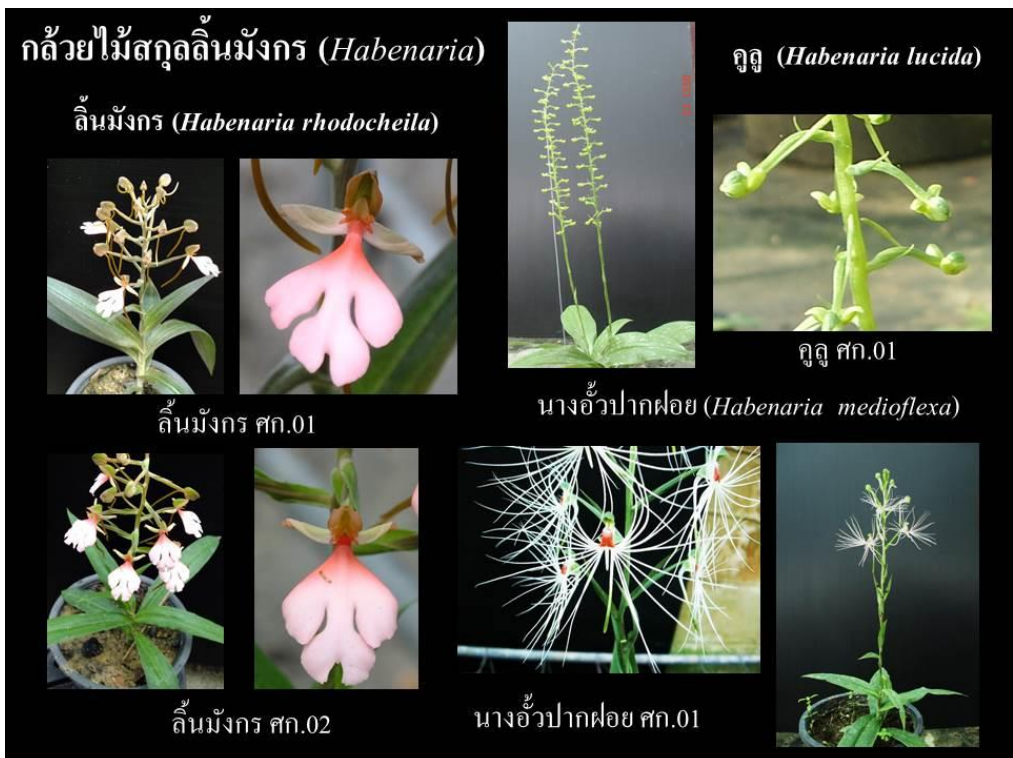 กล้วยไม้สกุลลิ้นมังกร (Habenaria)
ลิ้นมังกร (Habenaria rhodocheila)
ลิ้นมังกร ศก.01
ลิ้นมังกร ศก.02
คูลู (Habenaria lucida)
คูลู ศก.01
นางอั้วปากฝอย (Habenaria medioflexa)
นางอั้วปากฝอย ศก.01